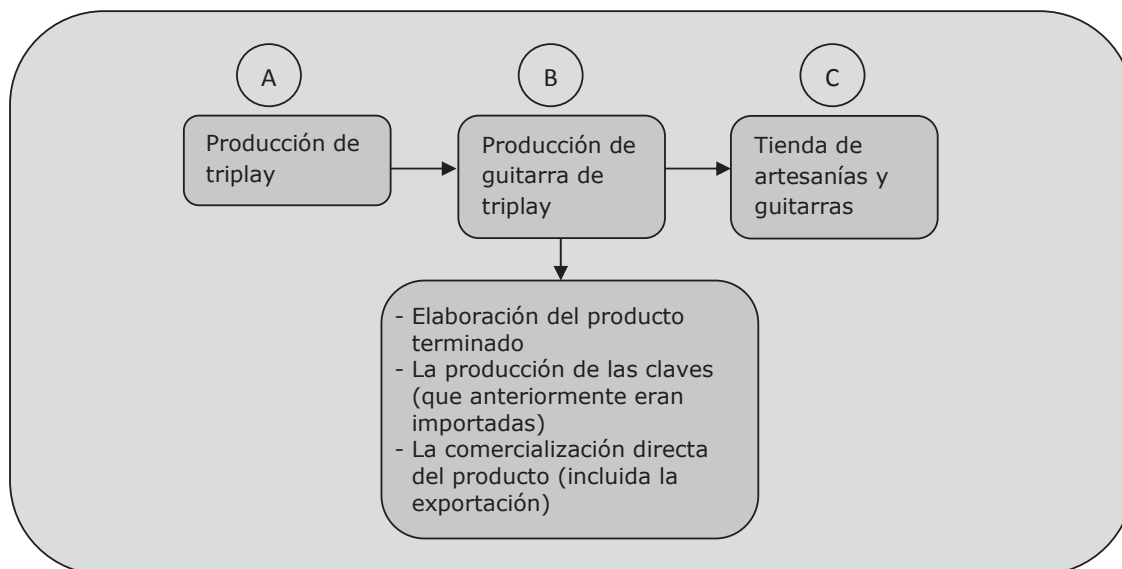 A
B
C
Producción de
triplay
Producción de
guitarra de
triplay
Tienda de
artesanías y
guitarras
- Elaboración del producto
terminado
- La producción de las claves
(que anteriormente eran
importadas)
- La comercialización directa
del producto (incluida la
exportación)